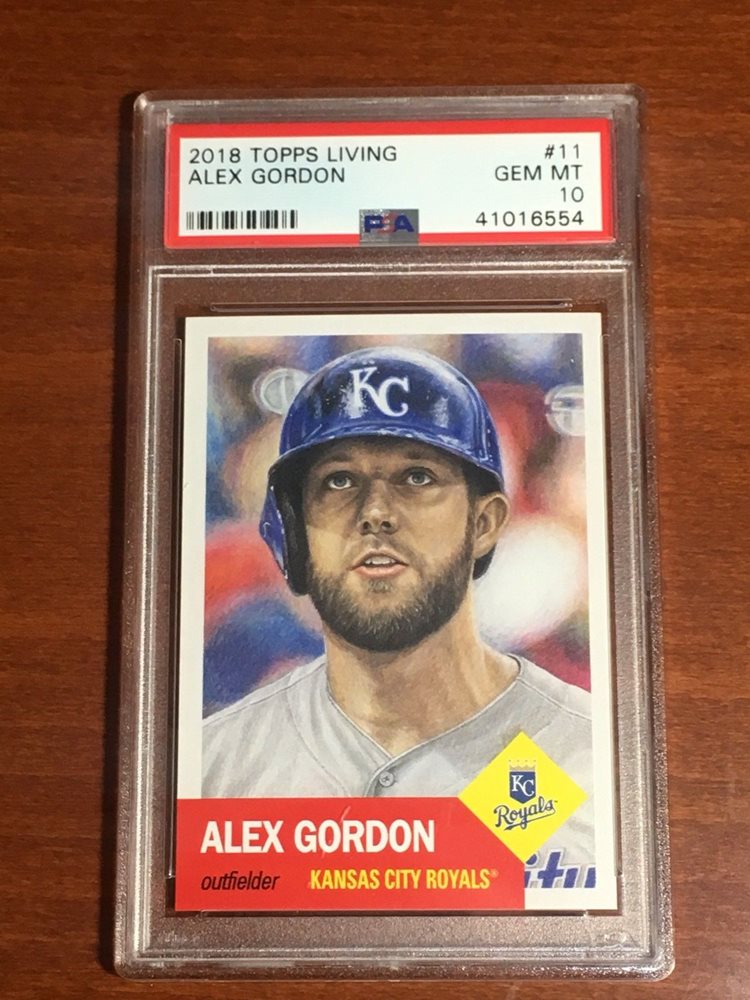 2018 TOPPS LIVING #11
ALEX GORDON GEM MT
10
PSA 41016554
KC
KC
Royals
ALEX GORDON
outfielder KANSAS CITY ROYALS®
itu